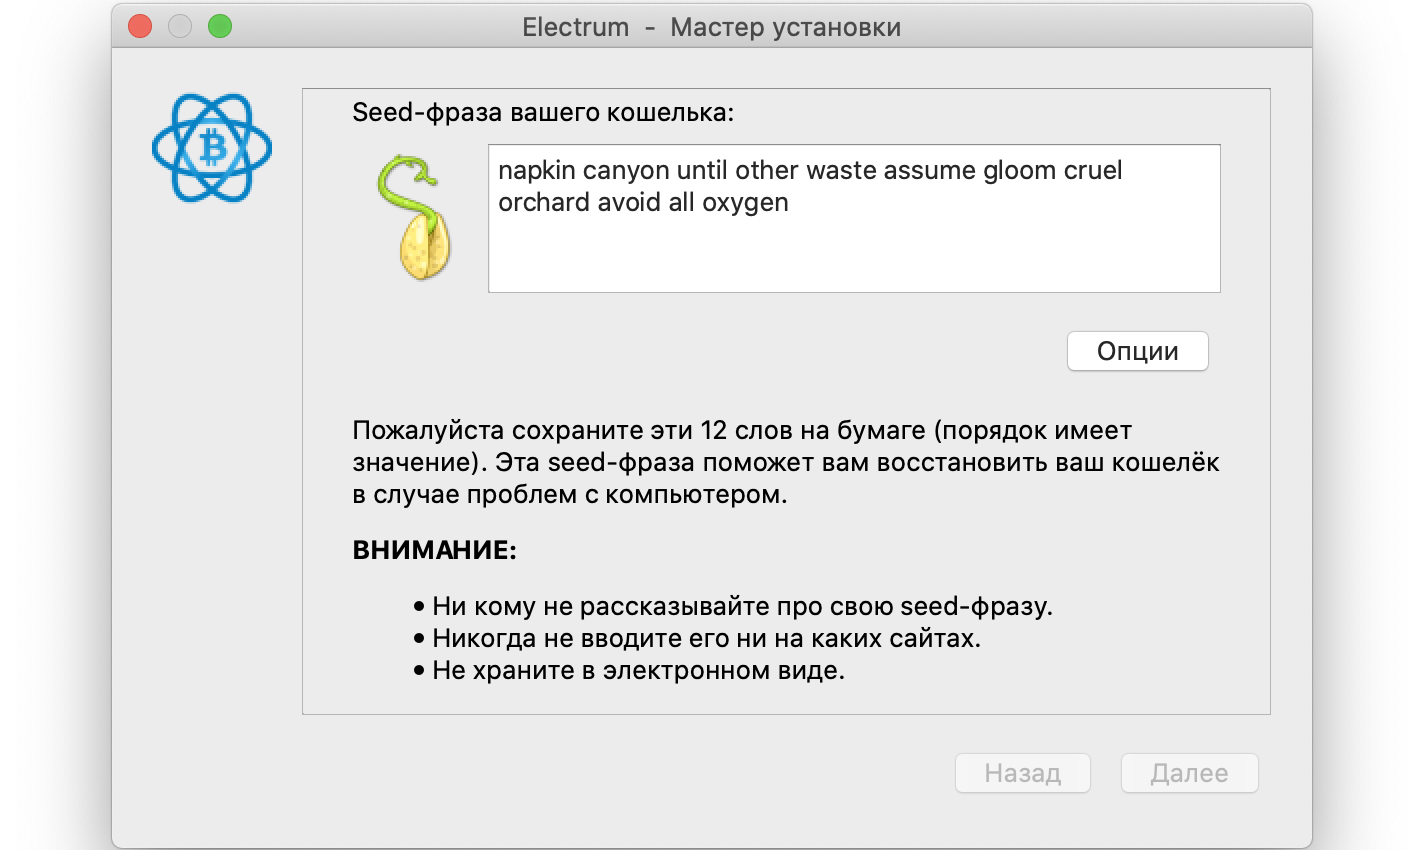 Electrum - Мастер установки
Seed-фраза вашего кошелька:
napkin canyon until other waste assume gloom cruel
orchard avoid all oxygen
Опции
Пожалуйста сохраните эти 12 слов на бумаге (порядок имеет
значение). Эта seed-фраза поможет вам восстановить ваш кошелёк
в случае проблем с компьютером.
ВНИМАНИЕ:
• Ни кому не рассказывайте про свою seed-фразу.
• Никогда не вводите его ни на каких сайтах.
• Не храните в электронном виде.
Назад
Далее